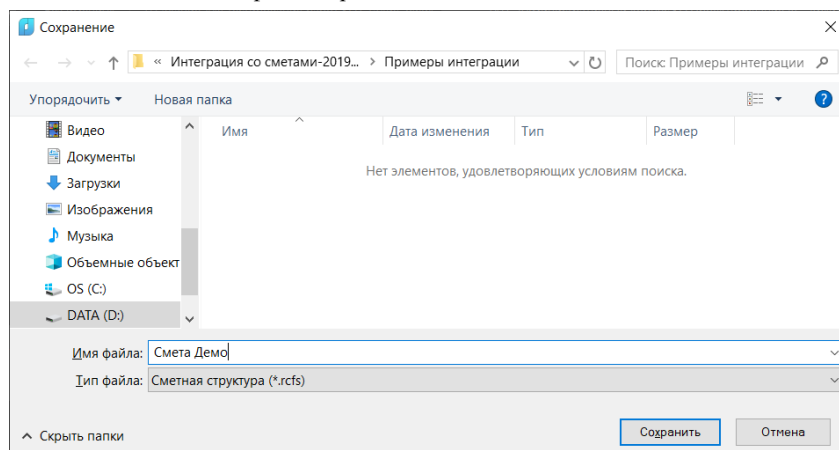 Сохранение
« Интеграция со сметами-2019... > Примеры интеграции
Поиск: Примеры интеграции
Упорядочить Новая папка
Имя Дата изменения Тип Размер
Нет элементов, удовлетворяющих условиям поиска.
Видео
Документы
Загрузки
Изображения
Музыка
Объемные объект
OS (C:)
DATA (D:)
Имя файла: Смета Демо
Тип файла: Сметная структура (*.rcfs)
Скрыть папки
Сохранить Отмена